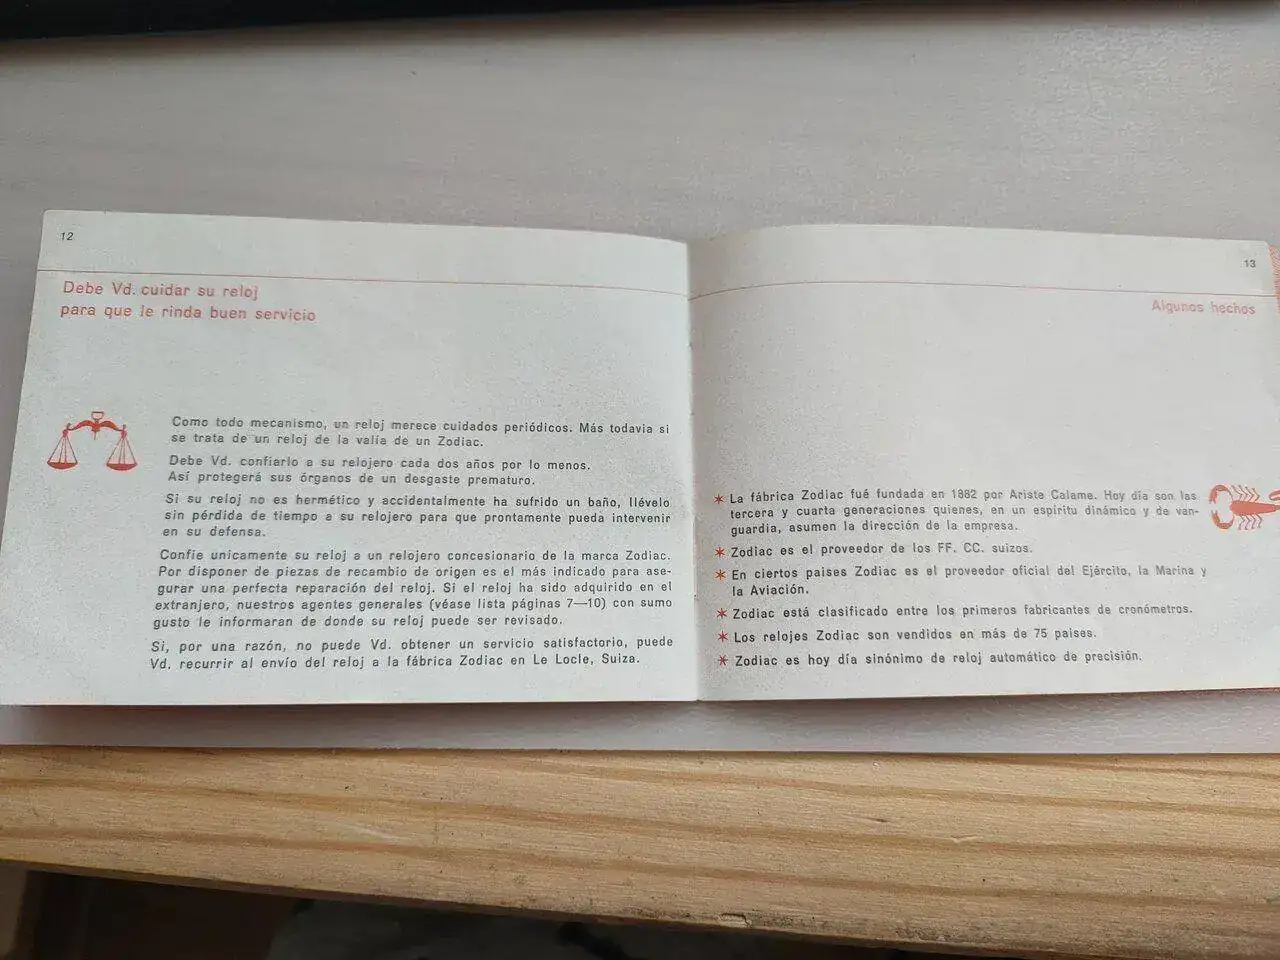 12
Debe Vd. cuidar su reloj
para que le rinda buen servicio
Como todo mecanismo, un reloj merece cuidados periódicos. Más todavia si
se trata de un reloj de la valía de un Zodiac.
Debe Vd. confiarlo a su relojero cada dos años por lo menos.
Así protegerá sus órganos de un desgaste prematuro.
Si su reloj no es hermético y accidentalmente ha sufrido un baño, llévelo
sin pérdida de tiempo a su relojero para que prontamente pueda intervenir
en su defensa.
Confie unicamente su reloj a un relojero concesionario de la marca Zodiac.
Por disponer de piezas de recambio de origen es el más indicado para ase-
gurar una perfecta reparación del reloj. Si el reloj ha sido adquirido en el
extranjero, nuestros agentes generales (véase lista páginas 7—10) con sumo
gusto le informaran de donde su reloj puede ser revisado.
Si, por una razón, no puede Vd. obtener un servicio satisfactorio, puede
Vd. recurrir al envío del reloj a la fábrica Zodiac en Le Locle, Suiza.
13
Algunos hechos
* La fábrica Zodiac fué fundada en 1882 por Ariste Calame. Hoy día son las
tercera y cuarta generaciones quienes, en un espiritu dinámico y de van-
guardia, asumen la dirección de la empresa.
* Zodiac es el proveedor de los FF. CC. suizos.
* En ciertos paises Zodiac es el proveedor oficial del Ejército, la Marina y
la Aviación.
* Zodiac está clasificado entre los primeros fabricantes de cronómetros.
* Los relojes Zodiac son vendidos en más de 75 paises.
* Zodiac es hoy día sinónimo de reloj automático de precisión.